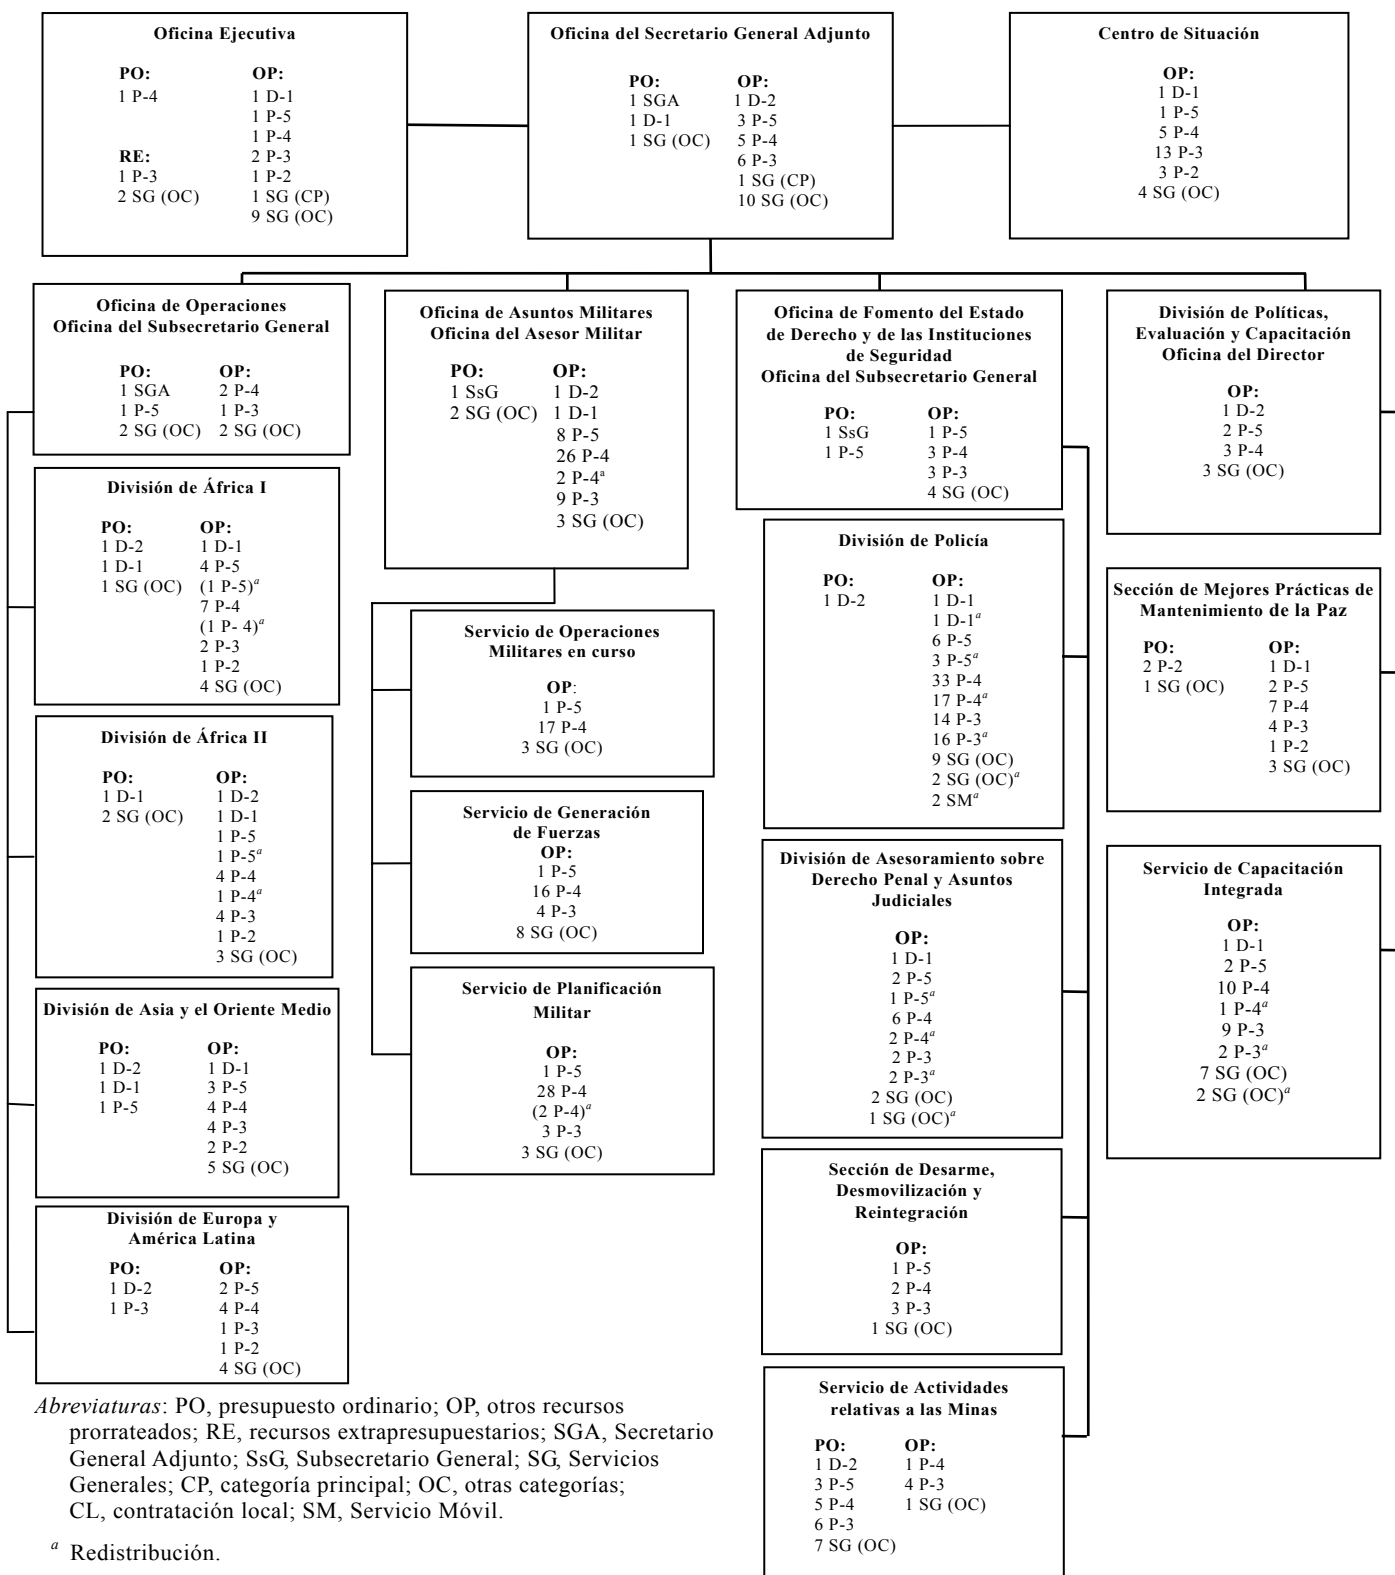 Oficina Ejecutiva
PO:
1 P-4
RE:
1 P-3
2 SG (OC)
OP:
1 D-1
1 P-5
1 P-4
2 P-3
1 P-2
1 SG (CP)
9 SG (OC)
Oficina del Secretario General Adjunto
PO:
1 SGA
1 D-1
1 SG (OC)
OP:
1 D-2
3 P-5
5 P-4
6 P-3
1 SG (CP)
10 SG (OC)
Centro de Situación
OP:
1 D-1
1 P-5
5 P-4
13 P-3
3 P-2
4 SG (OC)
Oficina de Operaciones
Oficina del Subsecretario General
PO:
1 SGA
1 P-5
2 SG (OC)
OP:
2 P-4
1 P-3
2 SG (OC)
División de África I
PO:
1 D-2
1 D-1
1 SG (OC)
OP:
1 D-1
4 P-5
(1 P-5)a
7 P-4
(1 P- 4)a
2 P-3
1 P-2
4 SG (OC)
División de África II
PO:
1 D-1
2 SG (OC)
OP:
1 D-2
1 D-1
1 P-5
1 P-5a
4 P-4
1 P-4a
4 P-3
1 P-2
3 SG (OC)
División de Asia y el Oriente Medio
PO:
1 D-2
1 D-1
1 P-5
OP:
1 D-1
3 P-5
4 P-4
4 P-3
2 P-2
5 SG (OC)
División de Europa y
América Latina
PO:
1 D-2
1 P-3
OP:
2 P-5
4 P-4
1 P-3
1 P-2
4 SG (OC)
Oficina de Asuntos Militares
Oficina del Asesor Militar
PO:
1 SsG
2 SG (OC)
OP:
1 D-2
1 D-1
8 P-5
26 P-4
2 P-4a
9 P-3
3 SG (OC)
Servicio de Operaciones
Militares en curso
OP:
1 P-5
17 P-4
3 SG (OC)
Servicio de Generación
de Fuerzas
OP:
1 P-5
16 P-4
4 P-3
8 SG (OC)
Servicio de Planificación
Militar
OP:
1 P-5
28 P-4
(2 P-4)a
3 P-3
3 SG (OC)
Oficina de Fomento del Estado
de Derecho y de las Instituciones
de Seguridad
Oficina del Subsecretario General
PO:
1 SsG
1 P-5
OP:
1 P-5
3 P-4
3 P-3
4 SG (OC)
División de Policía
PO:
1 D-2
OP:
1 D-1
1 D-1a
6 P-5
3 P-5a
33 P-4
17 P-4a
14 P-3
16 P-3a
9 SG (OC)
2 SG (OC)a
2 SMa
División de Asesoramiento sobre
Derecho Penal y Asuntos
Judiciales
OP:
1 D-1
2 P-5
1 P-5a
6 P-4
2 P-4a
2 P-3
2 P-3a
2 SG (OC)
1 SG (OC)a
Sección de Desarme,
Desmovilización y
Reintegración
OP:
1 P-5
2 P-4
3 P-3
1 SG (OC)
Servicio de Actividades
relativas a las Minas
PO:
1 D-2
3 P-5
5 P-4
6 P-3
7 SG (OC)
OP:
1 P-4
4 P-3
1 SG (OC)
División de Políticas,
Evaluación y Capacitación
Oficina del Director
OP:
1 D-2
2 P-5
3 P-4
3 SG (OC)
Sección de Mejores Prácticas de
Mantenimiento de la Paz
PO:
2 P-2
1 SG (OC)
OP:
1 D-1
2 P-5
7 P-4
4 P-3
1 P-2
3 SG (OC)
Servicio de Capacitación
Integrada
OP:
1 D-1
2 P-5
10 P-4
1 P-4a
9 P-3
2 P-3a
7 SG (OC)
2 SG (OC)a
Abreviaturas: PO, presupuesto ordinario; OP, otros recursos
prorrateados; RE, recursos extrapresupuestarios; SGA, Secretario
General Adjunto; SsG, Subsecretario General; SG, Servicios
Generales; CP, categoría principal; OC, otras categorías;
CL, contratación local; SM, Servicio Móvil.
a Redistribución.